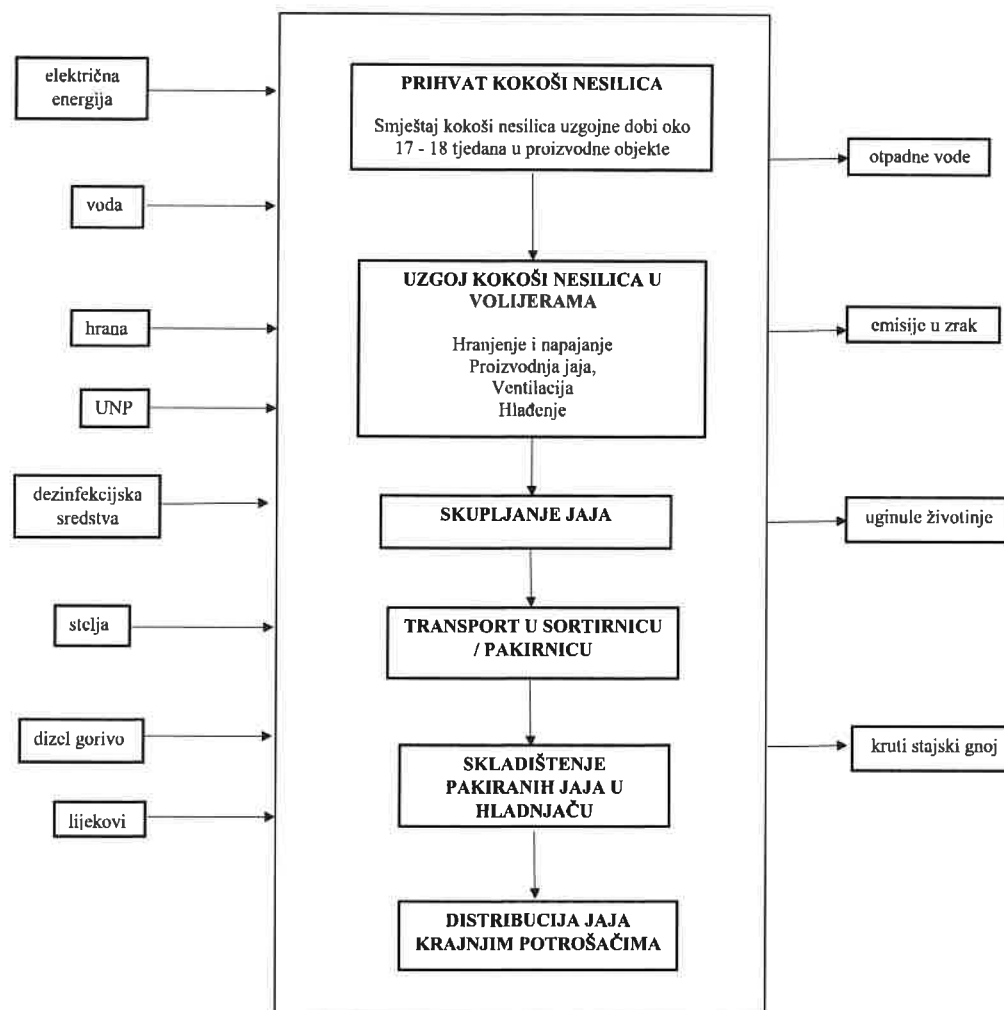 električna
energija
voda
hrana
UNP
dezinfekcijska
sredstva
stelja
dizel gorivo
lijekovi
PRIHVAT KOKOŠI NESILICA
Smještaj kokoši nesilica uzgojne dobi oko
17 - 18 tjedana u proizvodne objekte
UZGOJ KOKOŠI NESILICA U
VOLIJERAMA
Hranjenje i napajanje
Proizvodnja jaja,
Ventilacija
Hlađenje
SKUPLJANJE JAJA
TRANSPORT U SORTIRNICU
/ PAKIRNICU
SKLADIŠTENJE
PAKIRANIH JAJA U
HLADNJAČU
DISTRIBUCIJA JAJA
KRAJNJIM POTROŠAČIMA
otpadne vode
emisije u zrak
uginule životinje
kruti stajski gnoj